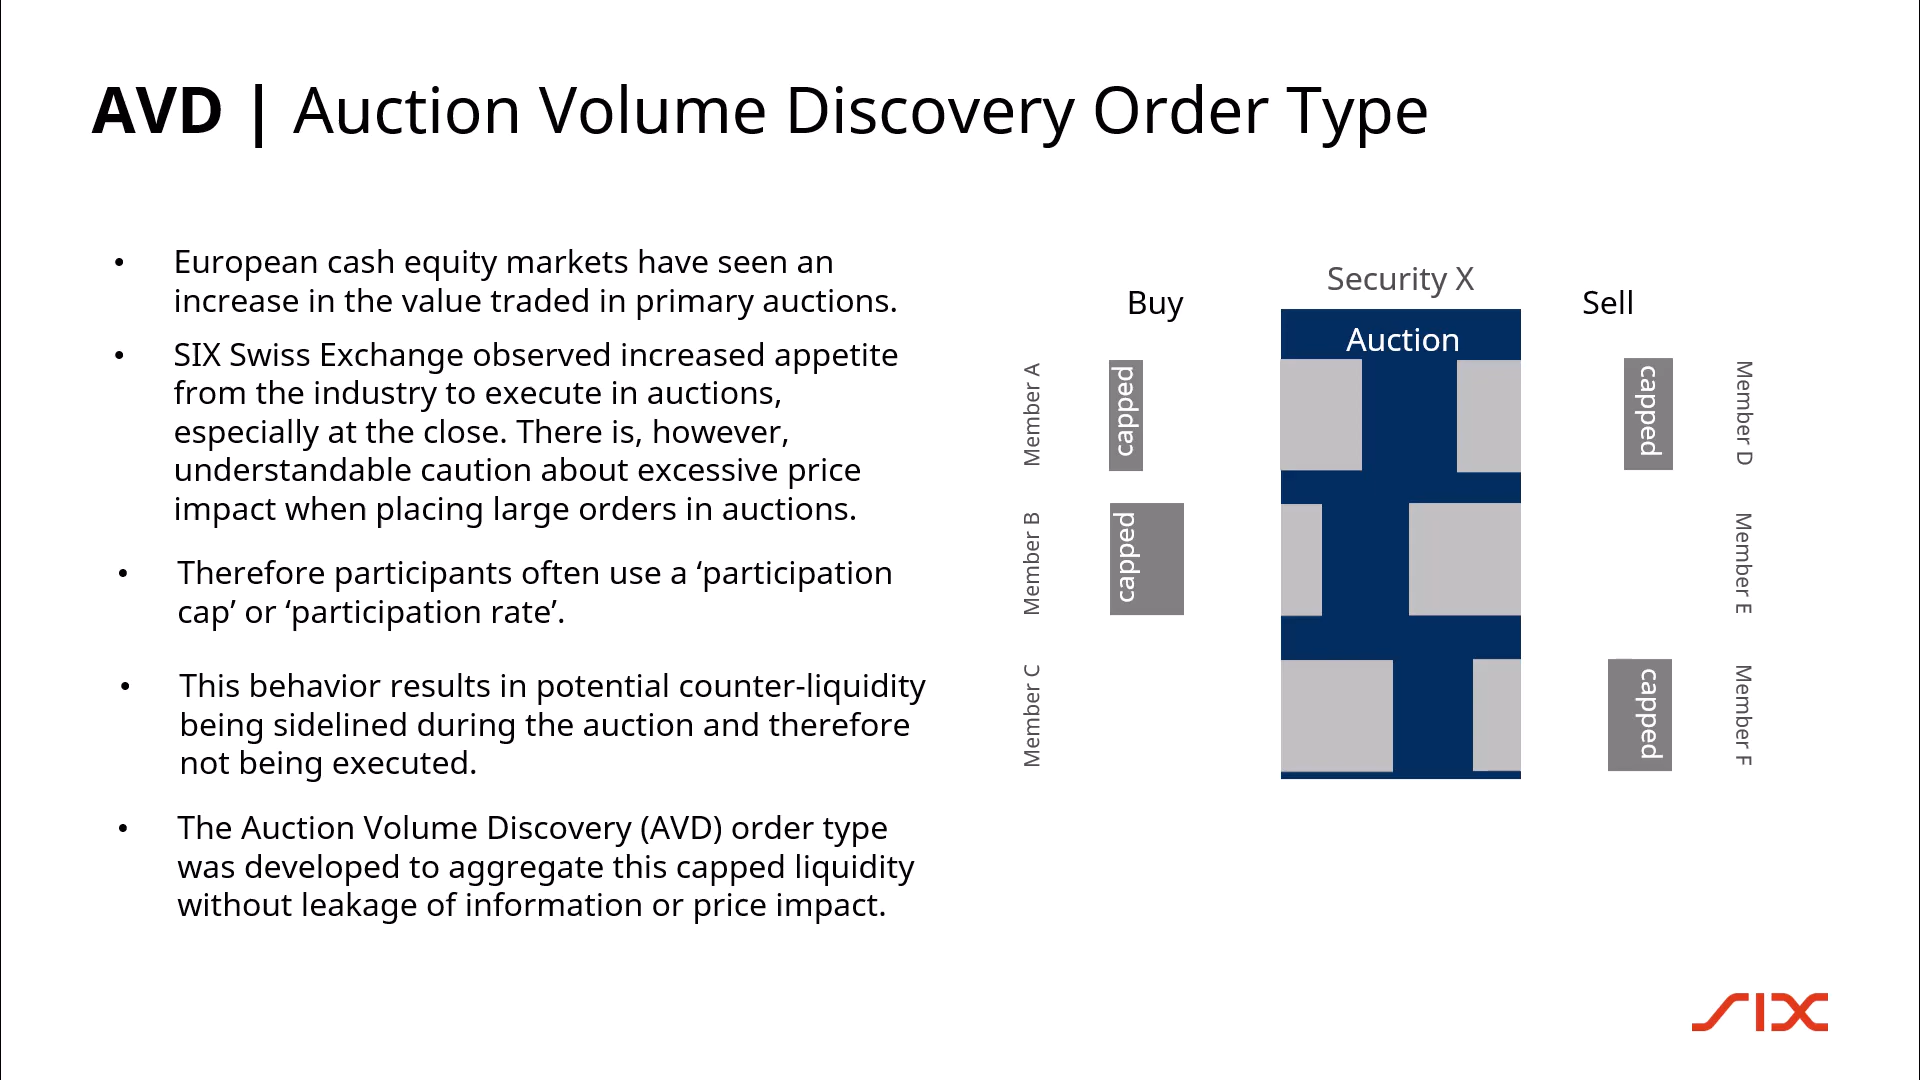 AVD | Auction Volume Discovery Order Type
• European cash equity markets have seen an
increase in the value traded in primary auctions.
• SIX Swiss Exchange observed increased appetite
from the industry to execute in auctions,
especially at the close. There is, however,
understandable caution about excessive price
impact when placing large orders in auctions.
• Therefore participants often use a ‘participation
cap’ or ‘participation rate’.
• This behavior results in potential counter-liquidity
being sidelined during the auction and therefore
not being executed.
• The Auction Volume Discovery (AVD) order type
was developed to aggregate this capped liquidity
without leakage of information or price impact.
Security X
Buy
Sell
Auction
Member A
capped
capped
Member D
Member B
capped
Member E
Member C
capped
Member F
SIX